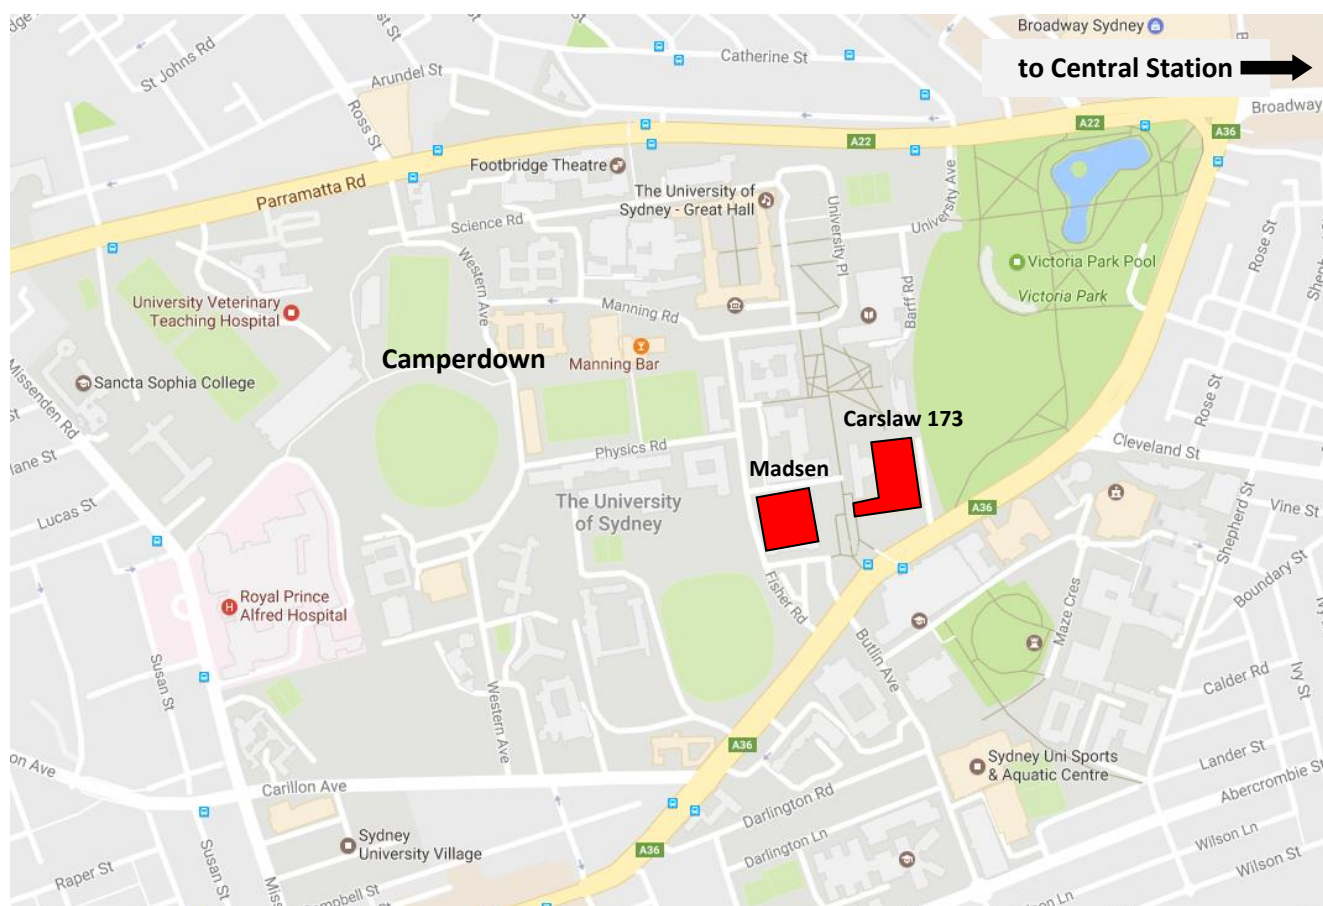 Broadway Sydney
to Central Station
Broadway
St Johns Rd
Arundel St
Ross St
Catherine St
A22
A22
A36
Parramatta Rd
Footbridge Theatre
The University of
Sydney - Great Hall
Science Rd
University Pl
University Ave
Barff Rd
Western Ave
Manning Rd
Victoria Park Pool
Victoria Park
Rose St
University Veterinary
Teaching Hospital
Camperdown
Manning Bar
Sancta Sophia College
Missenden Rd
Rose St
Carslaw 173
Cleveland St
Physics Rd
Madsen
The University
of Sydney
A36
Lucas St
Shepherd St
Vine St
Boundary St
Royal Prince
Alfred Hospital
H
Fisher Rd
Maze Cres
Butlin Ave
Susan St
Western Ave
Calder Rd
Ivy St
A36
Sydney Uni Sports
& Aquatic Centre
Lander St
Abercrombie St
Carillon Ave
Darlington Rd
Darlington Ln
Sydney
University Village
A36
Wilson Ln
Wilson St
Raper St
Susan St